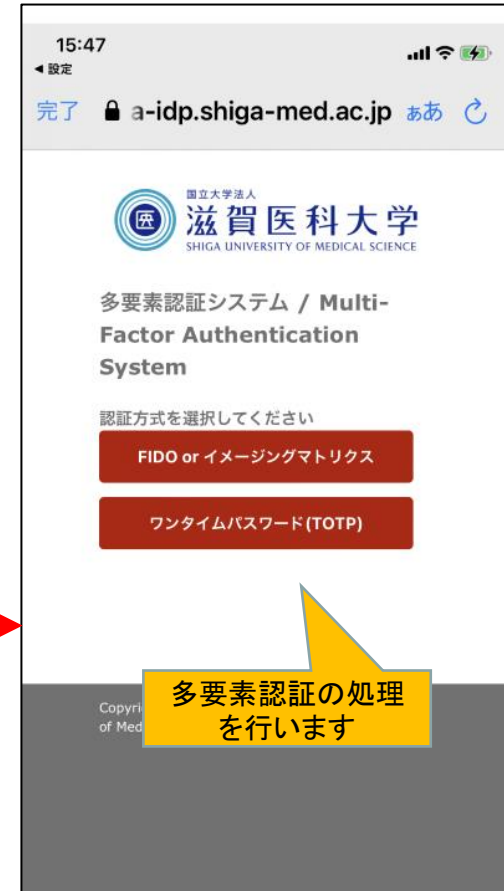 15:47
◀ 設定
完了 a-idp.shiga-med.ac.jp ぁあ
国立大学法人
医 滋賀医科大学
SHIGA UNIVERSITY OF MEDICAL SCIENCE
多要素認証システム / Multi-
Factor Authentication
System
認証方式を選択してください
FIDO or イメージングマトリクス
ワンタイムパスワード(TOTP)
多要素認証の処理
を行います
of Med